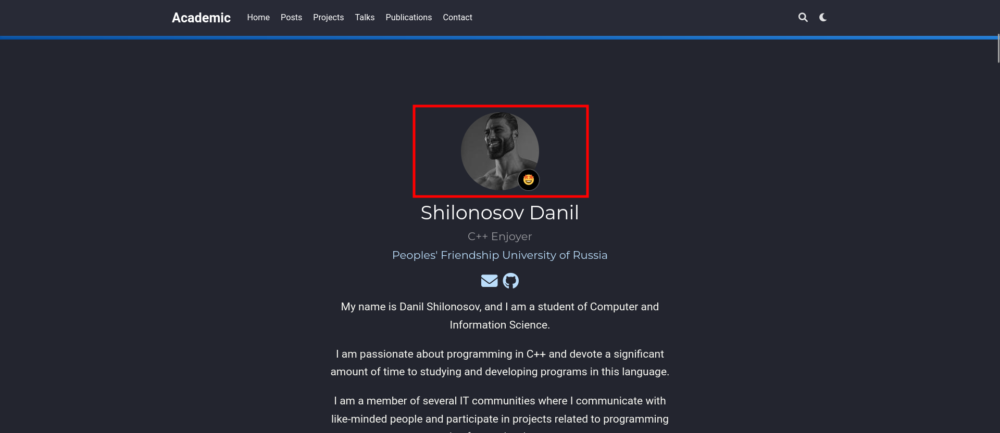 Academic Home Posts Projects Talks Publications Contact
Shilonosov Danil
C++ Enjoyer
Peoples' Friendship University of Russia
My name is Danil Shilonosov, and I am a student of Computer and
Information Science.
I am passionate about programming in C++ and devote a significant
amount of time to studying and developing programs in this language.
I am a member of several IT communities where I communicate with
like-minded people and participate in projects related to programming